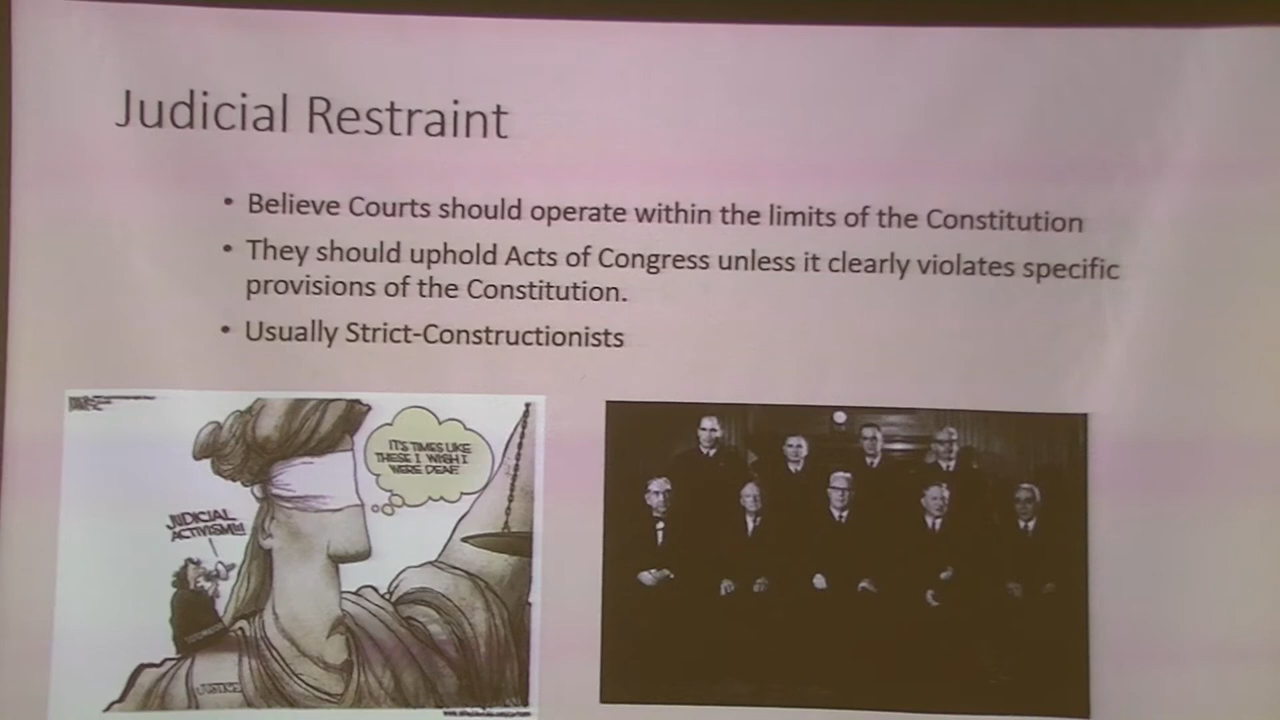 Judicial Restraint
• Believe Courts should operate within the limits of the Constitution
• They should uphold Acts of Congress unless it clearly violates specific
provisions of the Constitution.
• Usually Strict-Constructionists
IT'S TIMES LIKE
THESE I WISH I
WERE DEAF.
JUDICIAL
ACTIVISM!!
JUSTICE